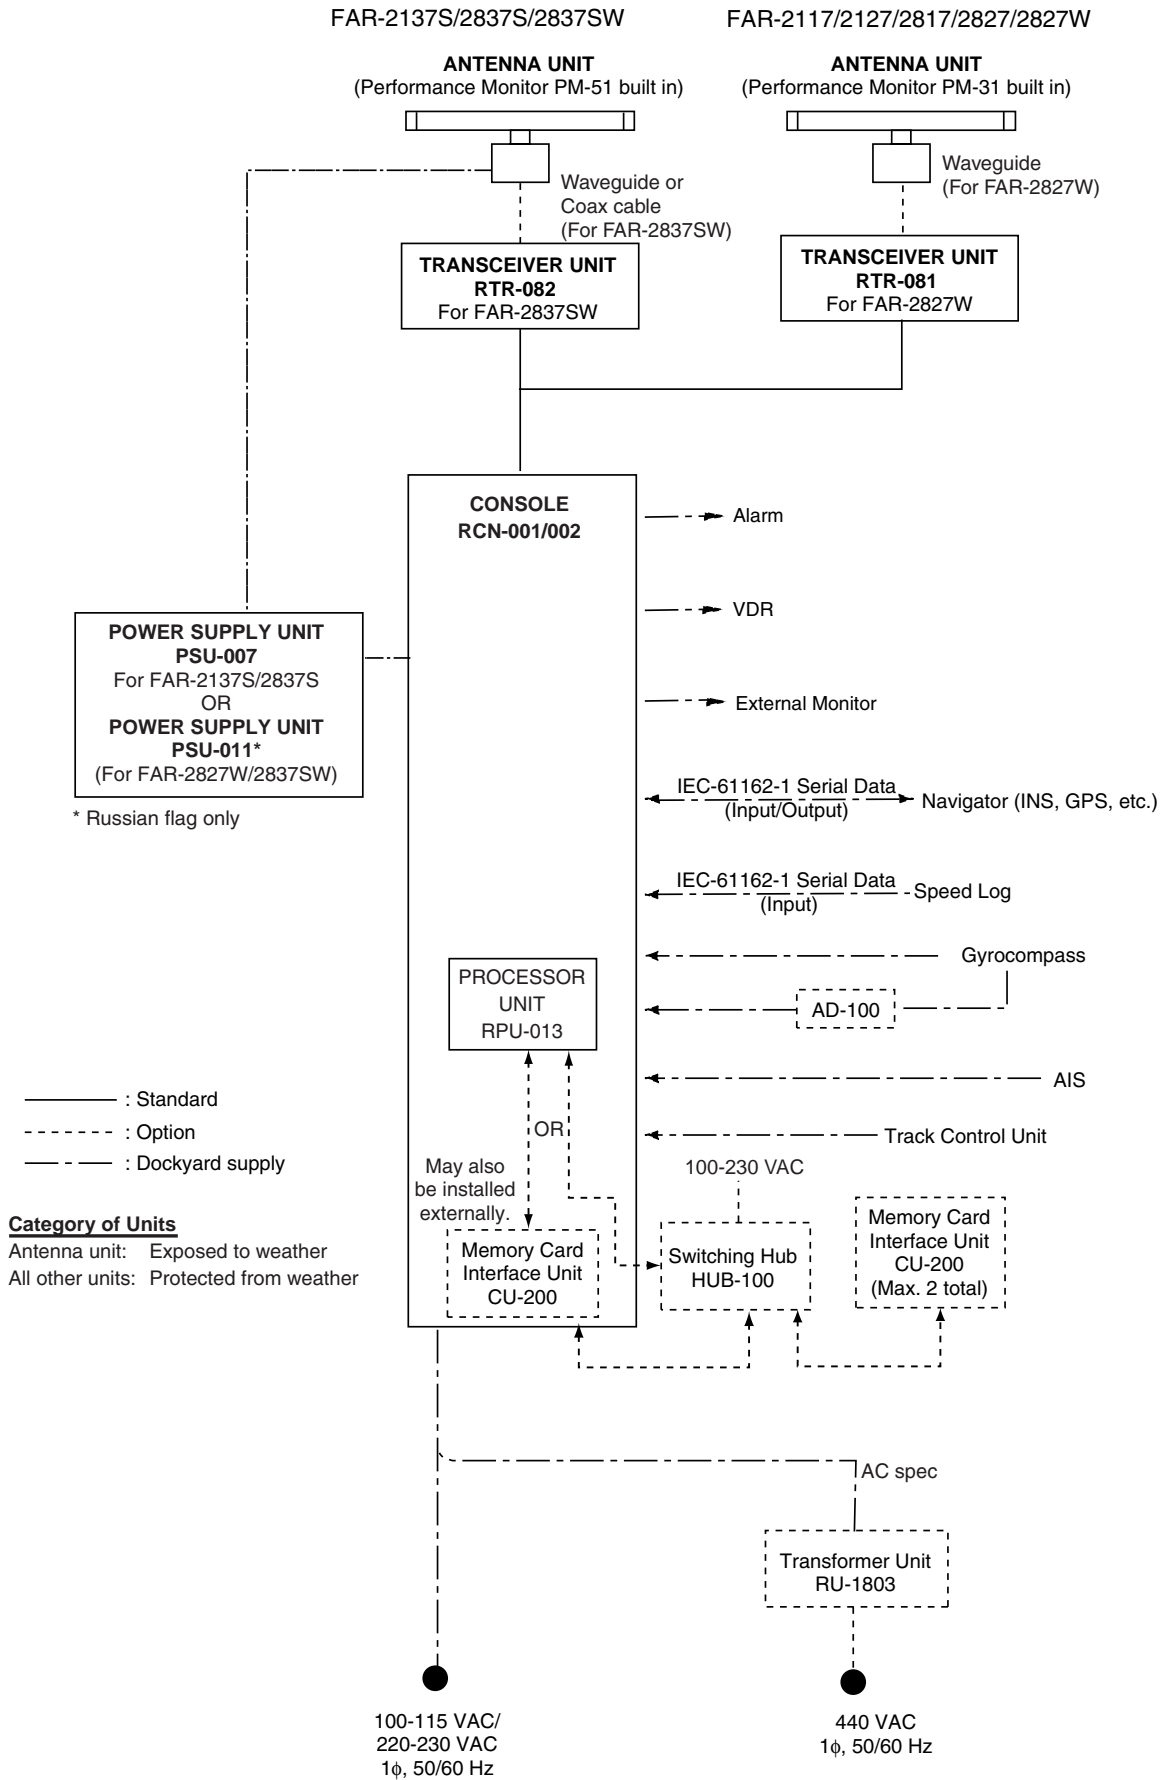 FAR-2137S/2837S/2837SW
FAR-2117/2127/2817/2827/2827W
ANTENNA UNIT
(Performance Monitor PM-51 built in)
ANTENNA UNIT
(Performance Monitor PM-31 built in)
Waveguide or
Coax cable
(For FAR-2837SW)
Waveguide
(For FAR-2827W)
TRANSCEIVER UNIT
RTR-082
For FAR-2837SW
TRANSCEIVER UNIT
RTR-081
For FAR-2827W
CONSOLE
RCN-001/002
Alarm
VDR
External Monitor
POWER SUPPLY UNIT
PSU-007
For FAR-2137S/2837S
OR
POWER SUPPLY UNIT
PSU-011*
(For FAR-2827W/2837SW)
* Russian flag only
IEC-61162-1 Serial Data
(Input/Output)
Navigator (INS, GPS, etc.)
IEC-61162-1 Serial Data
(Input)
Speed Log
Gyrocompass
AD-100
PROCESSOR
UNIT
RPU-013
AIS
Track Control Unit
OR
: Standard
: Option
: Dockyard supply
May also
be installed
externally.
100-230 VAC
Category of Units
Antenna unit: Exposed to weather
All other units: Protected from weather
Memory Card
Interface Unit
CU-200
Switching Hub
HUB-100
Memory Card
Interface Unit
CU-200
(Max. 2 total)
AC spec
Transformer Unit
RU-1803
100-115 VAC/
220-230 VAC
1ϕ, 50/60 Hz
440 VAC
1ϕ, 50/60 Hz